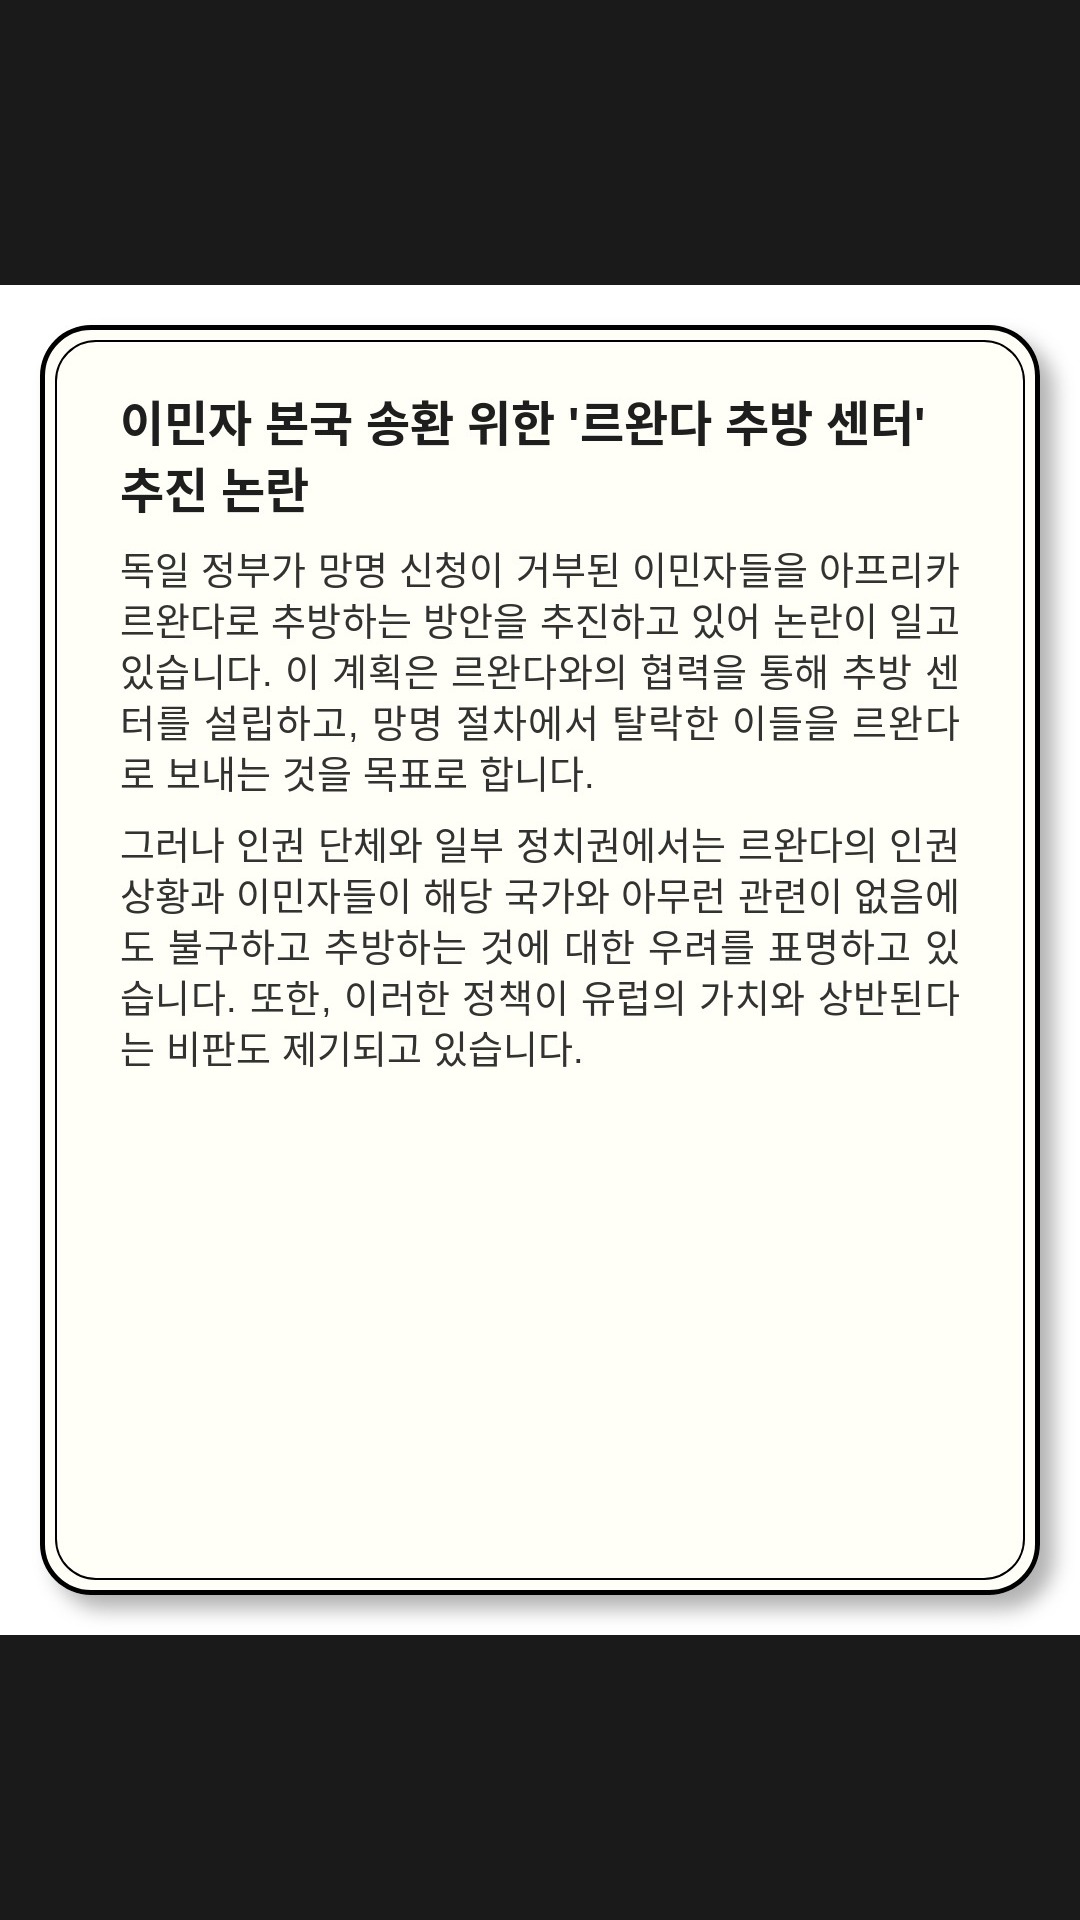 이민자 본국 송환 위한 '르완다 추방 센터'
추진 논란
독일 정부가 망명 신청이 거부된 이민자들을 아프리카
르완다로 추방하는 방안을 추진하고 있어 논란이 일고
있습니다. 이 계획은 르완다와의 협력을 통해 추방 센
터를 설립하고, 망명 절차에서 탈락한 이들을 르완다
로 보내는 것을 목표로 합니다.
그러나 인권 단체와 일부 정치권에서는 르완다의 인권
상황과 이민자들이 해당 국가와 아무런 관련이 없음에
도 불구하고 추방하는 것에 대한 우려를 표명하고 있
습니다. 또한, 이러한 정책이 유럽의 가치와 상반된다
는 비판도 제기되고 있습니다.